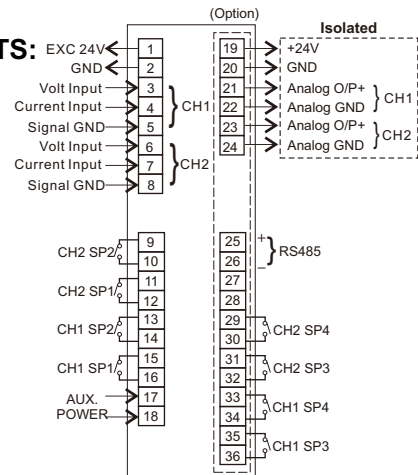 (Option)
Isolated
TS:
EXC 24V 1
GND 2
Volt Input 3
Current Input 4
Signal GND 5
CH1
Volt Input 6
Current Input 7
Signal GND 8
CH2
19 +24V
20 GND
21 Analog O/P+
22 Analog GND
CH1
23 Analog O/P+
24 Analog GND
CH2
CH2 SP2 9
10
CH2 SP1 11
12
CH1 SP2 13
14
CH1 SP1 15
16
AUX. 17
POWER 18
25 +
26 –
RS485
27
28
29
30 CH2 SP4
31
32 CH2 SP3
33
34 CH1 SP4
35
36 CH1 SP3